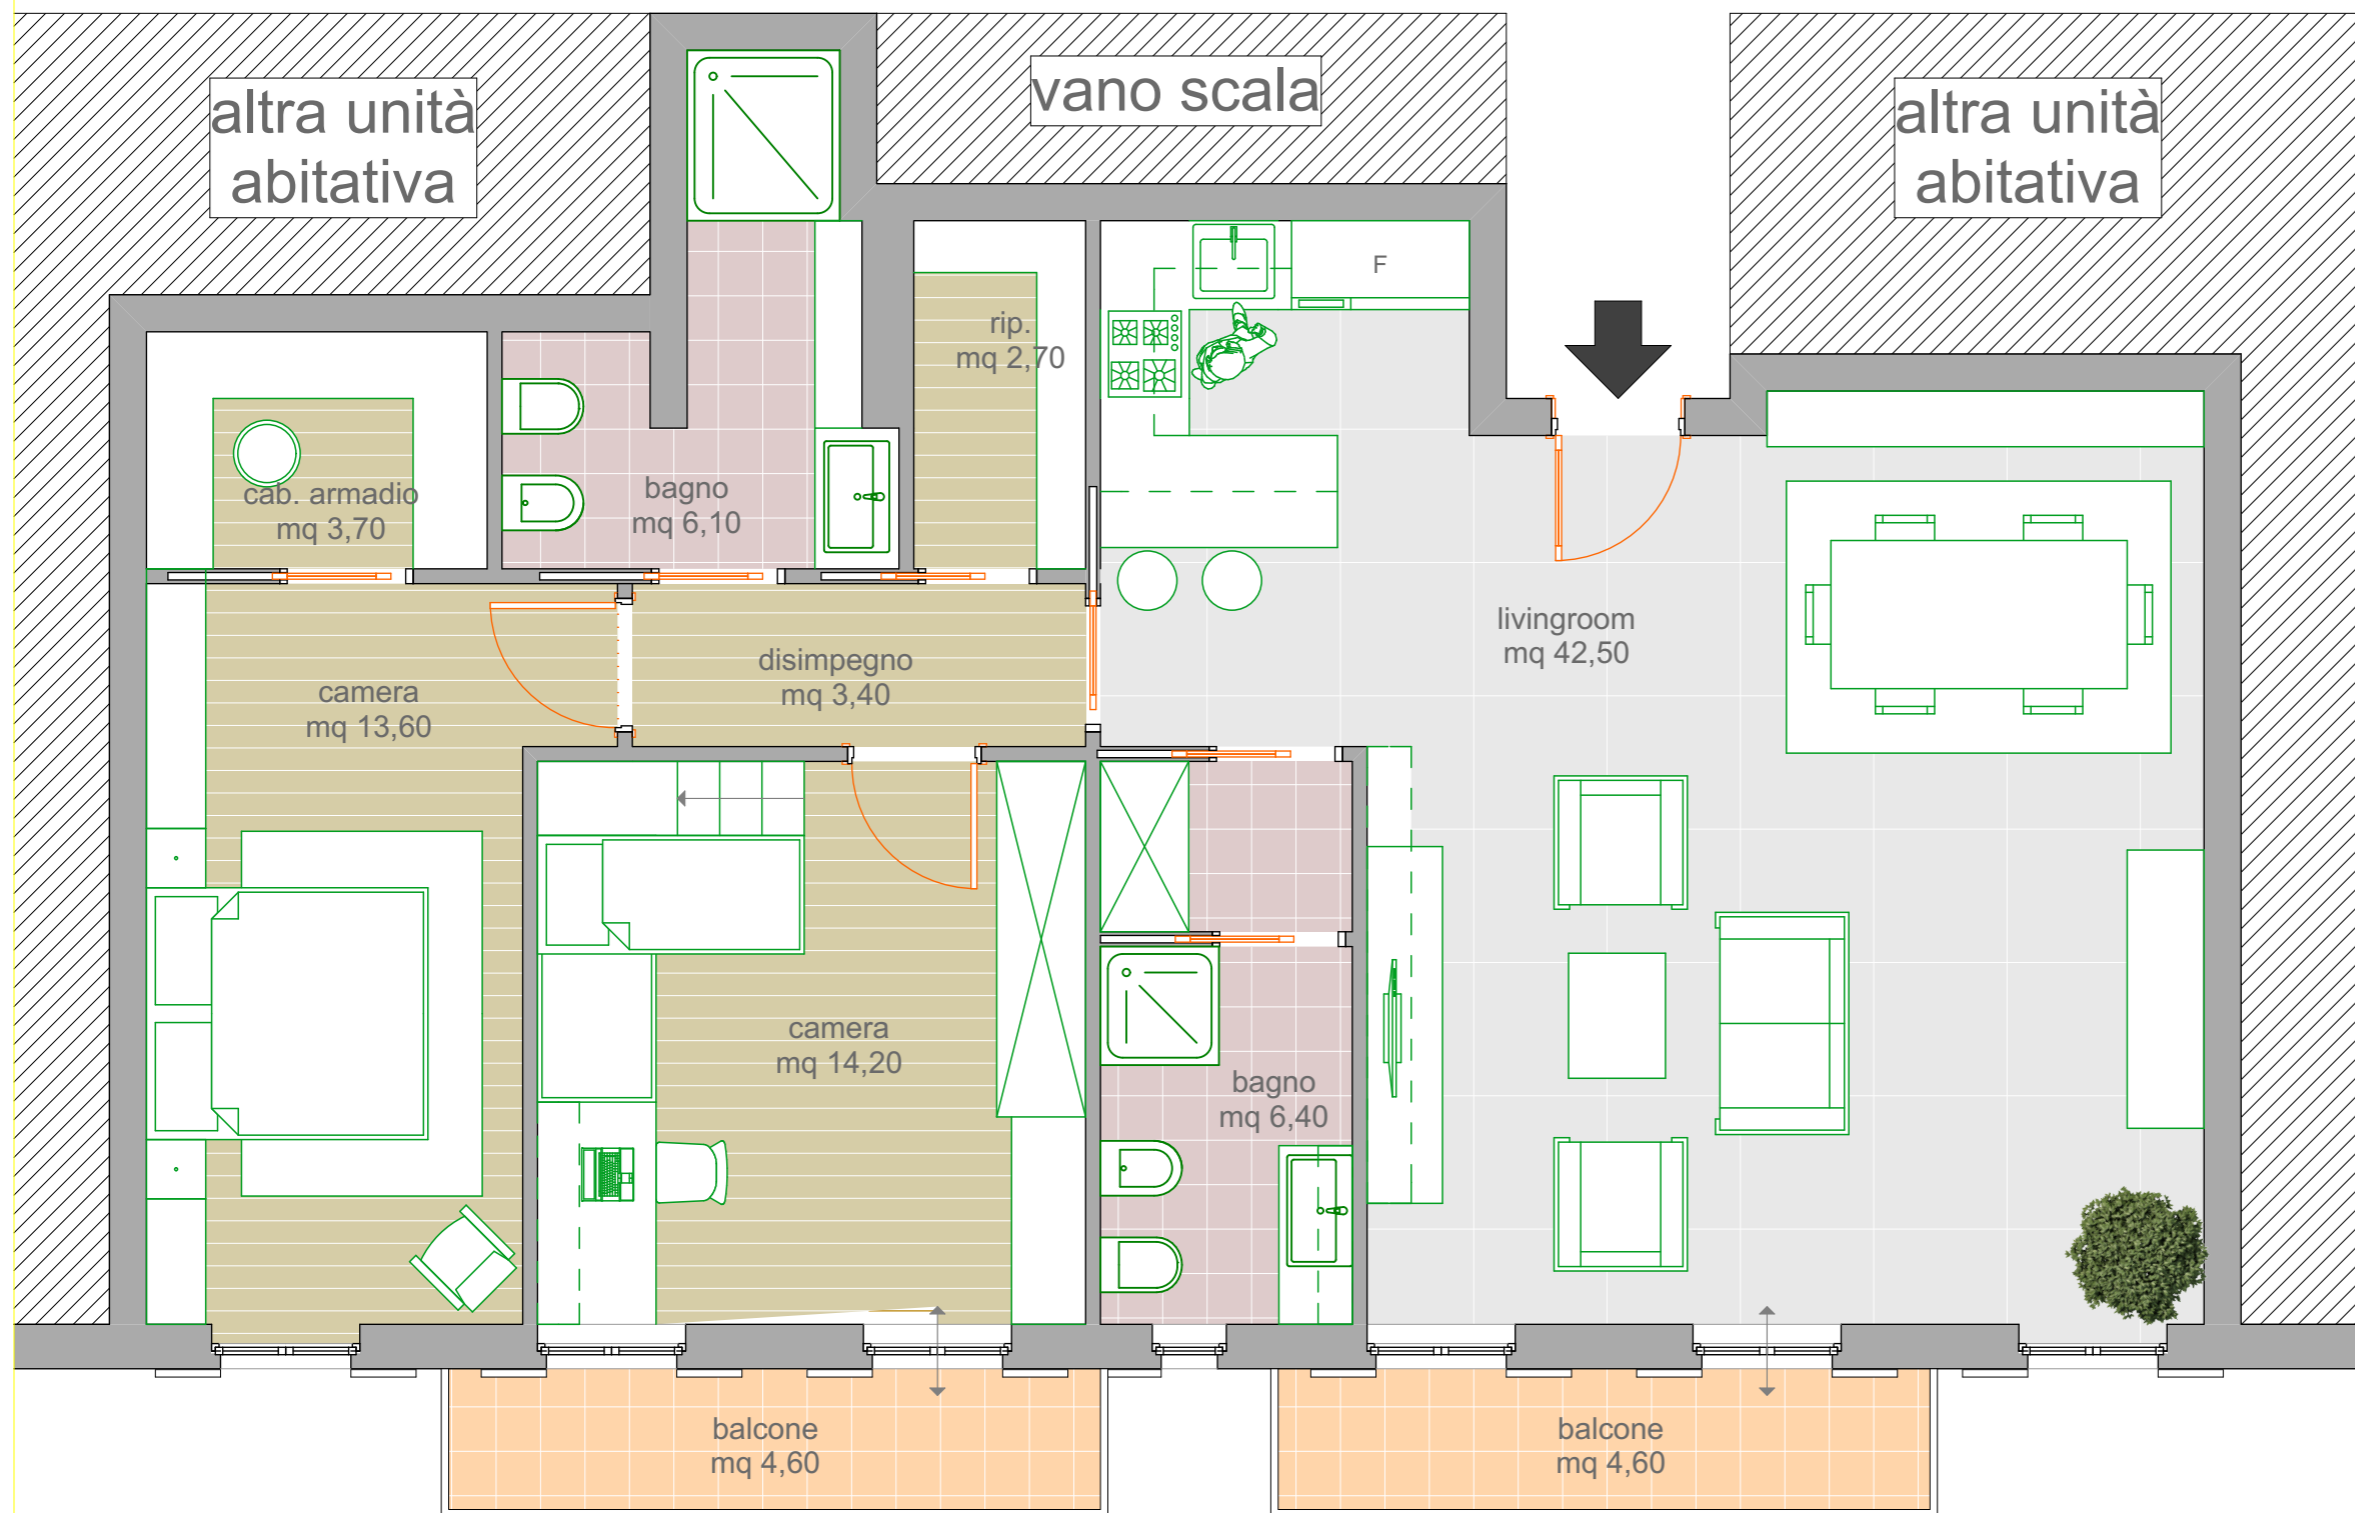 altra unità
abitativa
vano scala
altra unità
abitativa
F
rip.
mq 2,70
cab. armadio
mq 3,70
bagno
mq 6,10
livingroom
mq 42,50
disimpegno
mq 3,40
camera
mq 13,60
camera
mq 14,20
bagno
mq 6,40
balcone
mq 4,60
balcone
mq 4,60